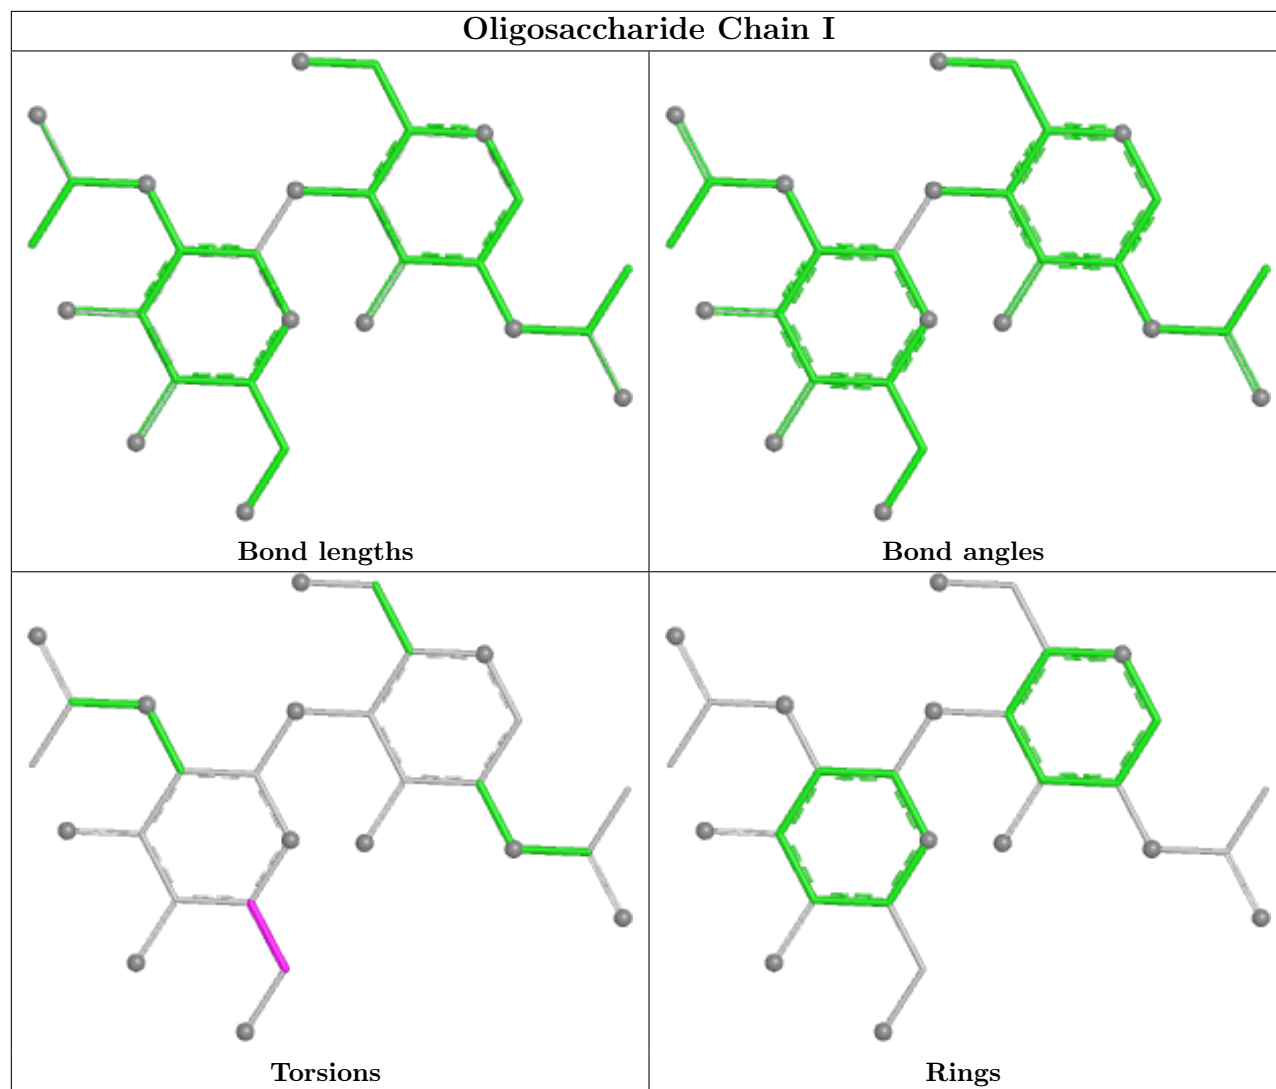 Oligosaccharide Chain I
Bond lengths
Bond angles
Torsions
Rings